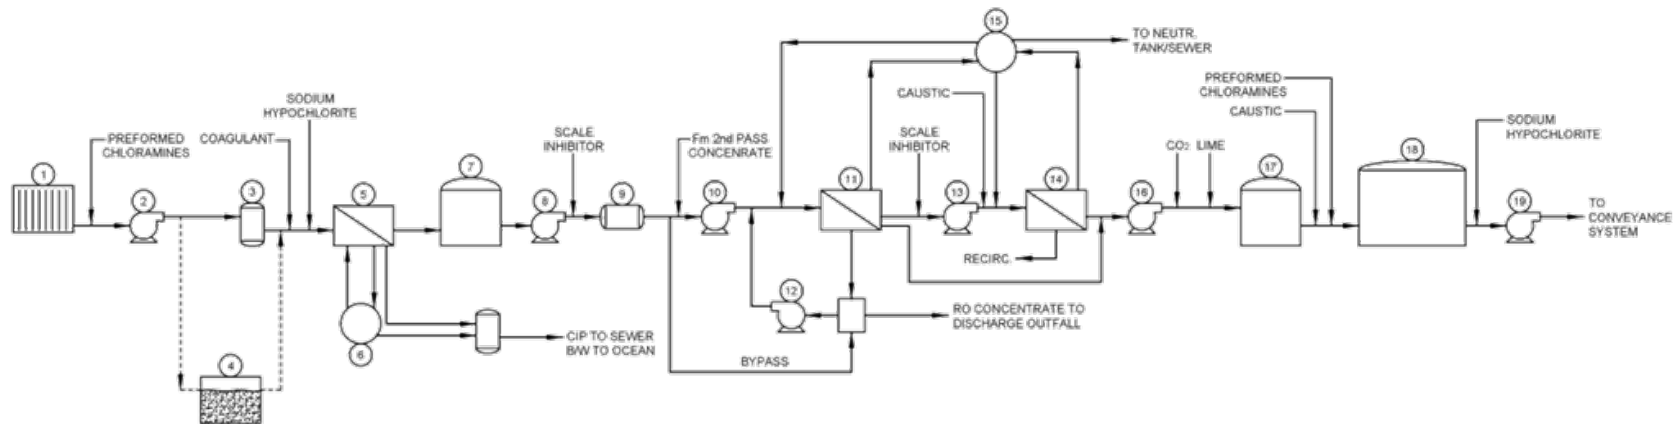 15
TO NEUTR.
TANK/SEWER
PREFORMED
CHLORAMINES
CAUSTIC
CAUSTIC
SODIUM
HYPOCHLORITE
SODIUM
HYPOCHLORITE
PREFORMED
CHLORAMINES
COAGULANT
SCALE
INHIBITOR
Fm 2nd PASS
CONCENRATE
SCALE
INHIBITOR
CO2 LIME
1
2
3
5
7
8
9
10
11
13
14
16
17
18
19
TO
CONVEYANCE
SYSTEM
RECIRC.
12
RO CONCENTRATE TO
DISCHARGE OUTFALL
6
CIP TO SEWER
B/W TO OCEAN
BYPASS
4